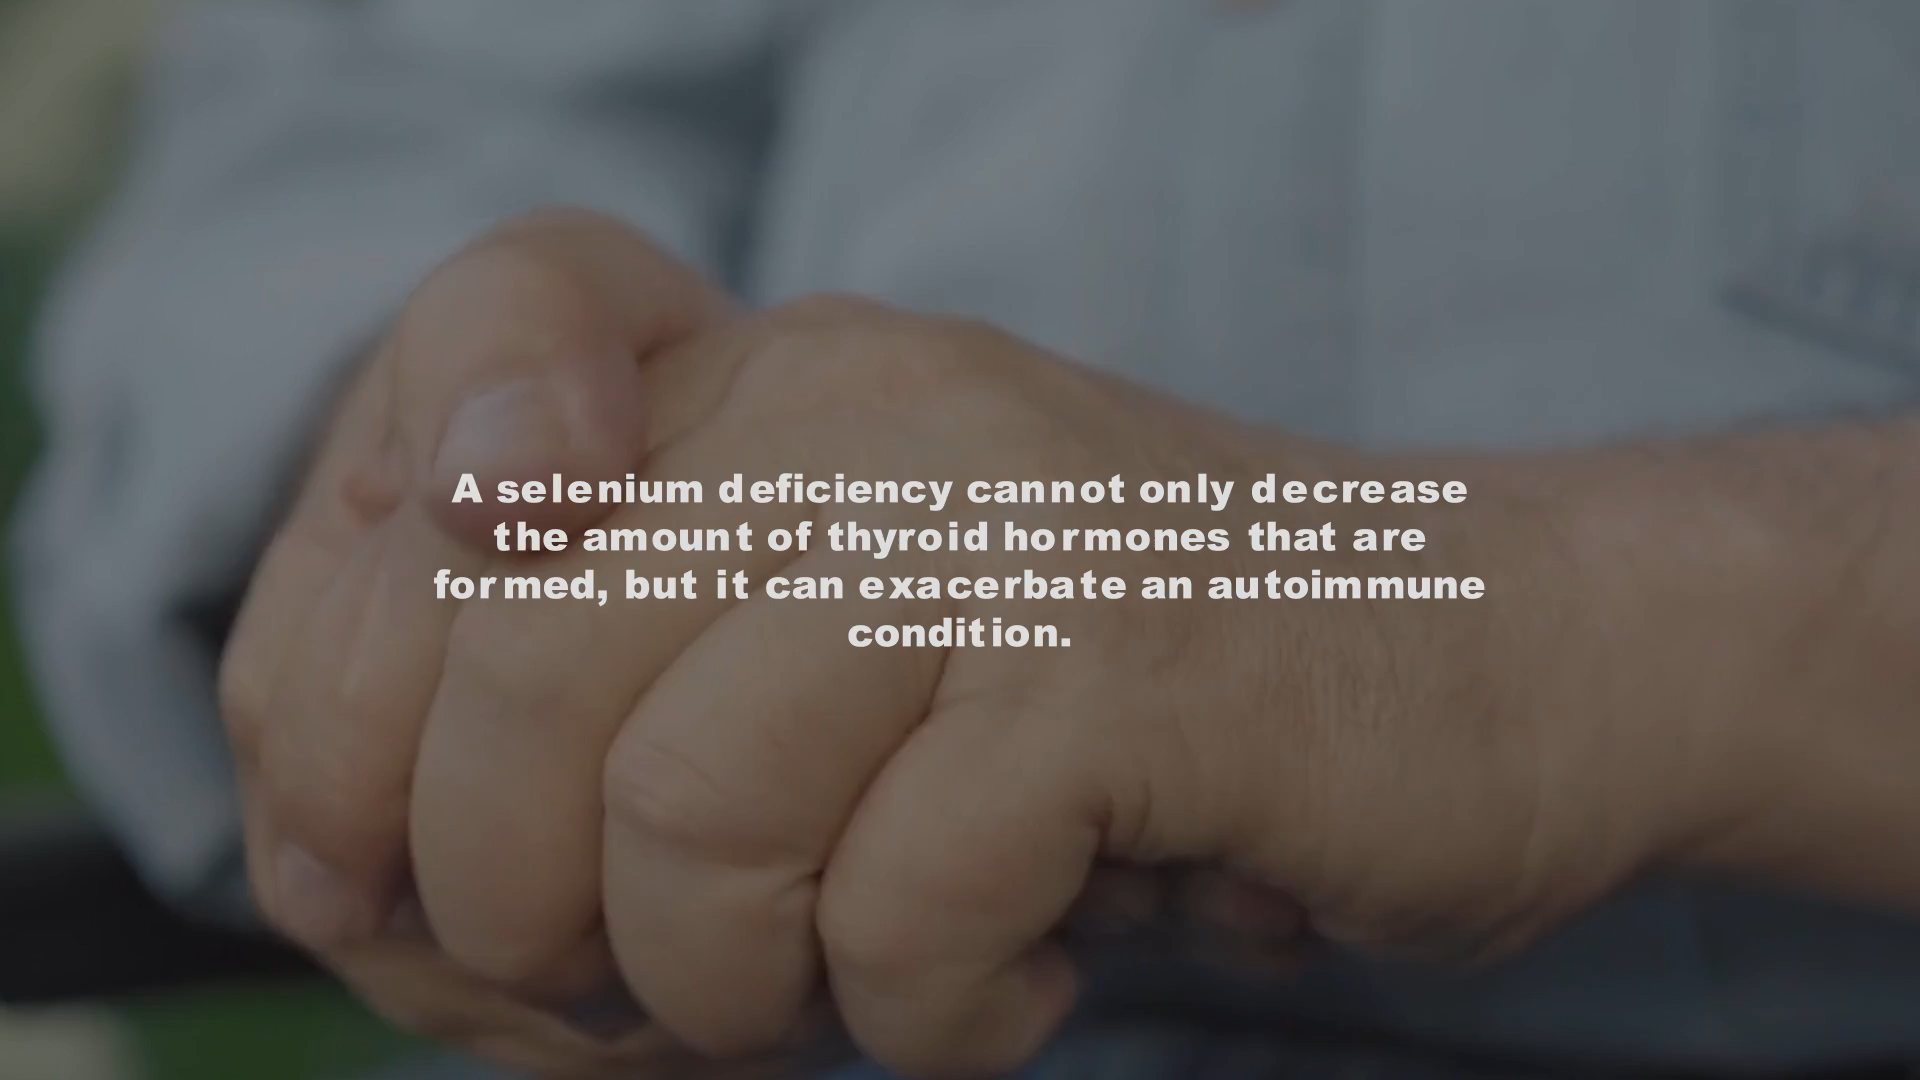 A selenium deficiency cannot only decrease
the amount of thyroid hormones that are
formed, but it can exacerbate an autoimmune
condition.